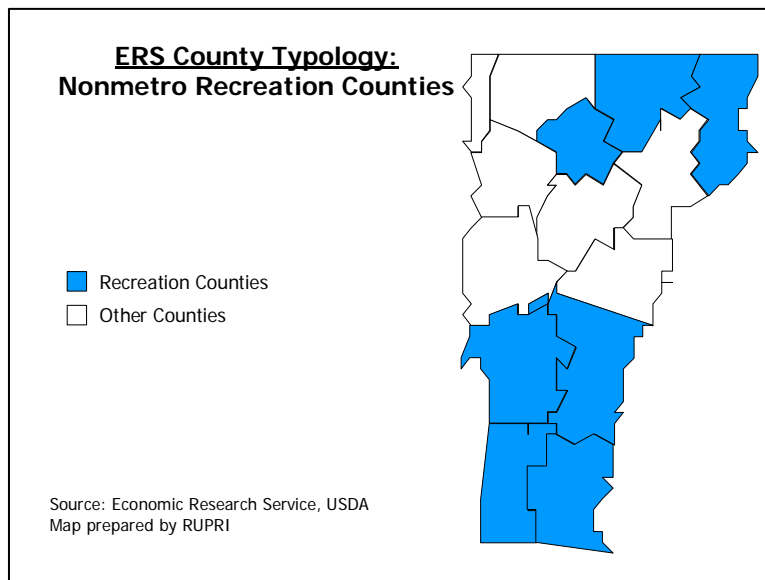 ERS County Typology:
Nonmetro Recreation Counties
Recreation Counties
Other Counties
Source: Economic Research Service, USDA
Map prepared by RUPRI